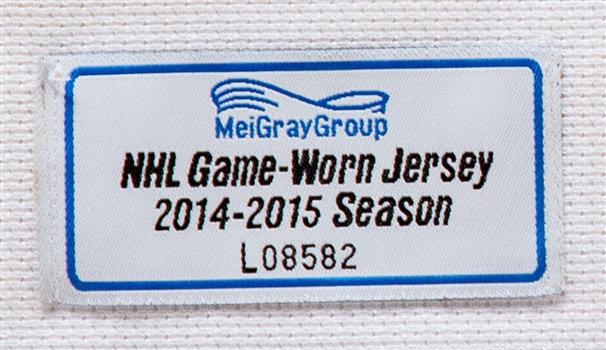 MeiGrayGroup
NHL Game-Worn Jersey
2014-2015 Season
L08582